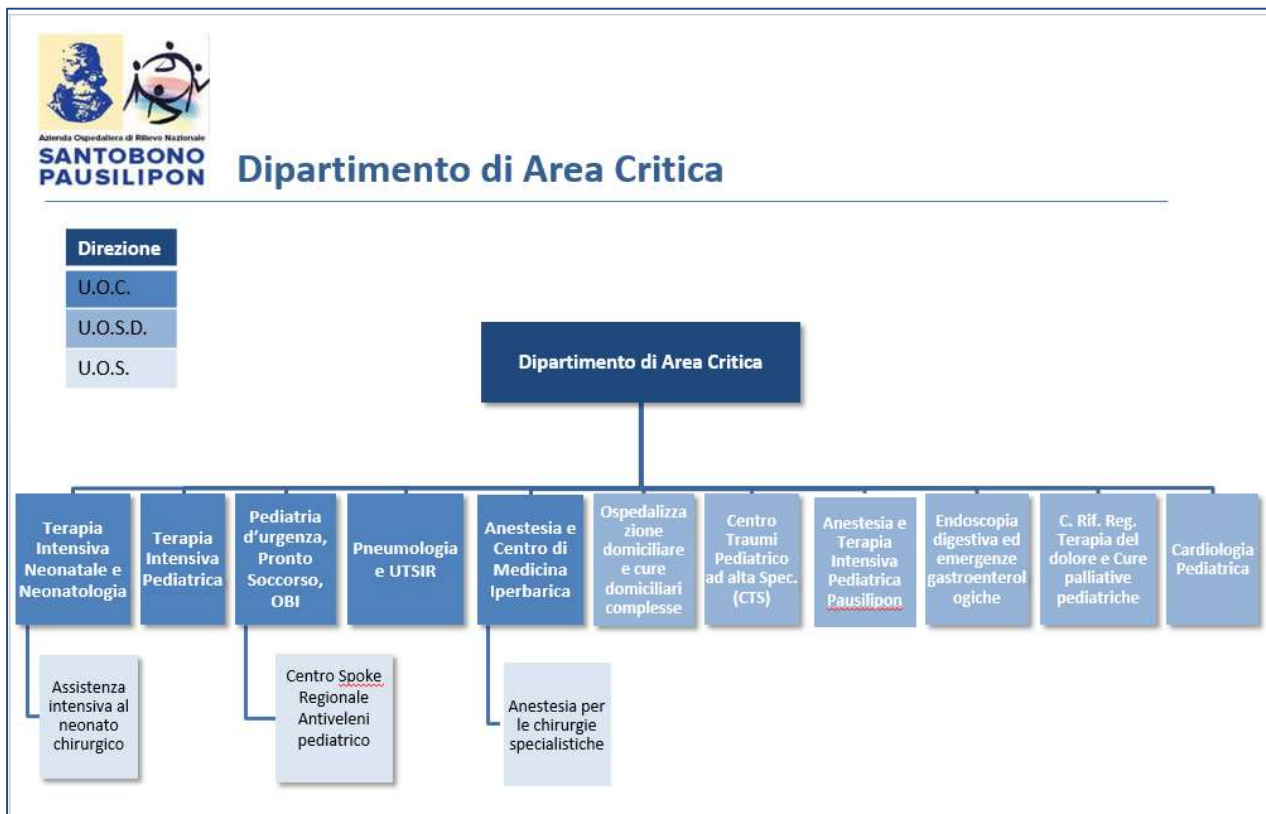 Azienda Ospedaliera di Rilievo Nazionale
SANTOBONO
PAUSILIPON
Dipartimento di Area Critica
Direzione
U.O.C.
U.O.S.D.
U.O.S.
Dipartimento di Area Critica
Terapia
Intensiva
Neonatale e
Neonatologia
Terapia
Intensiva
Pediatrica
Pediatria
d'urgenza,
Pronto
Soccorso,
OBI
Pneumologia
e UTSIR
Anestesia e
Centro di
Medicina
Iperbarica
Ospedalizza
zione
domiciliare
e cure
domiciliari
complesse
Centro
Traumi
Pediatrico
ad alta Spec.
(CTS)
Anestesia e
Terapia
Intensiva
Pediatrica
Pausilipon
Endoscopia
digestiva ed
emergenze
gastroenterol
ogiche
C. Rif. Reg.
Terapia del
dolore e Cure
palliative
pediatriche
Cardiologia
Pediatrica
Assistenza
intensiva al
neonato
chirurgico
Centro Spoke
Regionale
Antiveleni
pediatrico
Anestesia per
le chirurgie
specialistiche